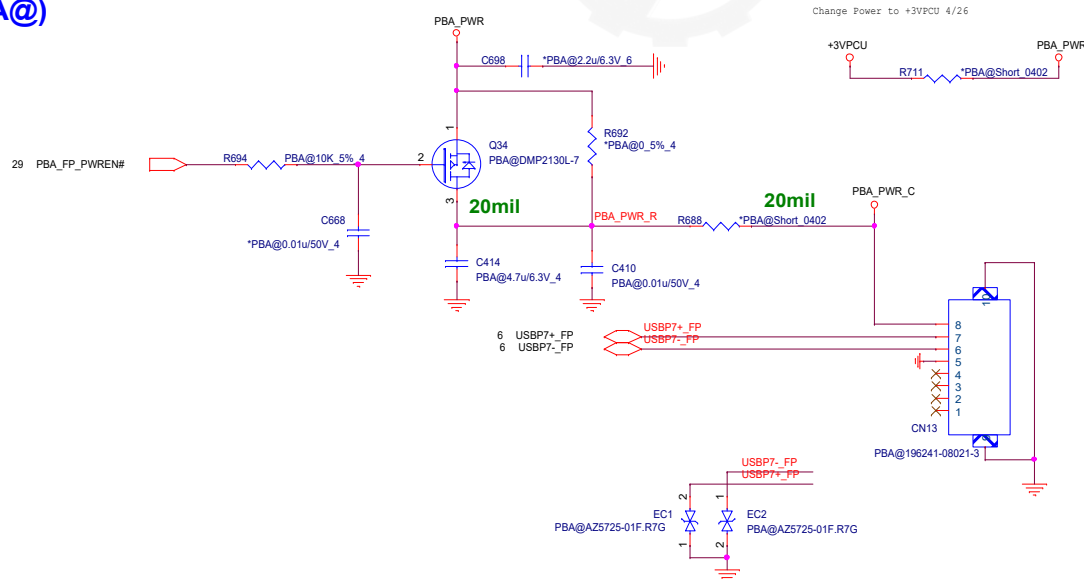 A@)
Change Power to +3VPCU 4/26
PBA_PWR
+3VPCU
PBA_PWR
C698
*PBA@2.2u/6.3V_6
R711
*PBA@Short_0402
1
Q34
PBA@DMP2130L-7
R692
*PBA@0_5%_4
29 PBA_FP_PWREN#
R694
PBA@10K_5%_4
2
3
20mil
20mil
PBA_PWR_C
C668
*PBA@0.01u/50V_4
PBA_PWR_R
R688
*PBA@Short_0402
C414
PBA@4.7u/6.3V_4
C410
PBA@0.01u/50V_4
10
6 USBP7+_FP
USBP7+_FP
6 USBP7-_FP
USBP7-_FP
8
7
6
5
4
3
2
1
CN13
9
PBA@196241-08021-3
USBP7-_FP
USBP7+_FP
2
1
EC1
PBA@AZ5725-01F.R7G
EC2
PBA@AZ5725-01F.R7G
1
2